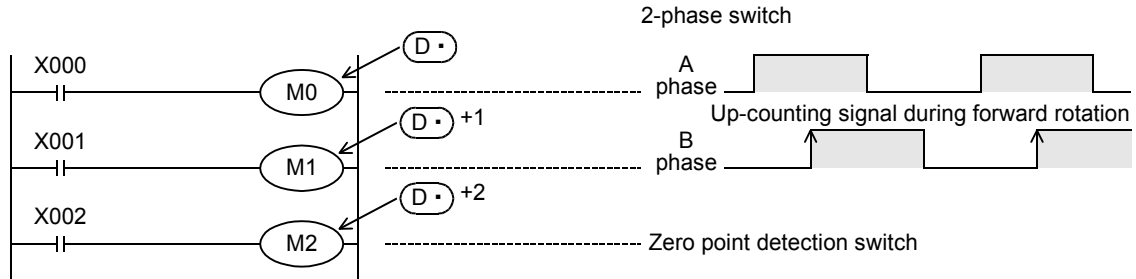 2-phase switch
X000
M0
D・
A
phase
Up-counting signal during forward rotation
X001
M1
D・ +1
B
phase
X002
M2
D・ +2
Zero point detection switch